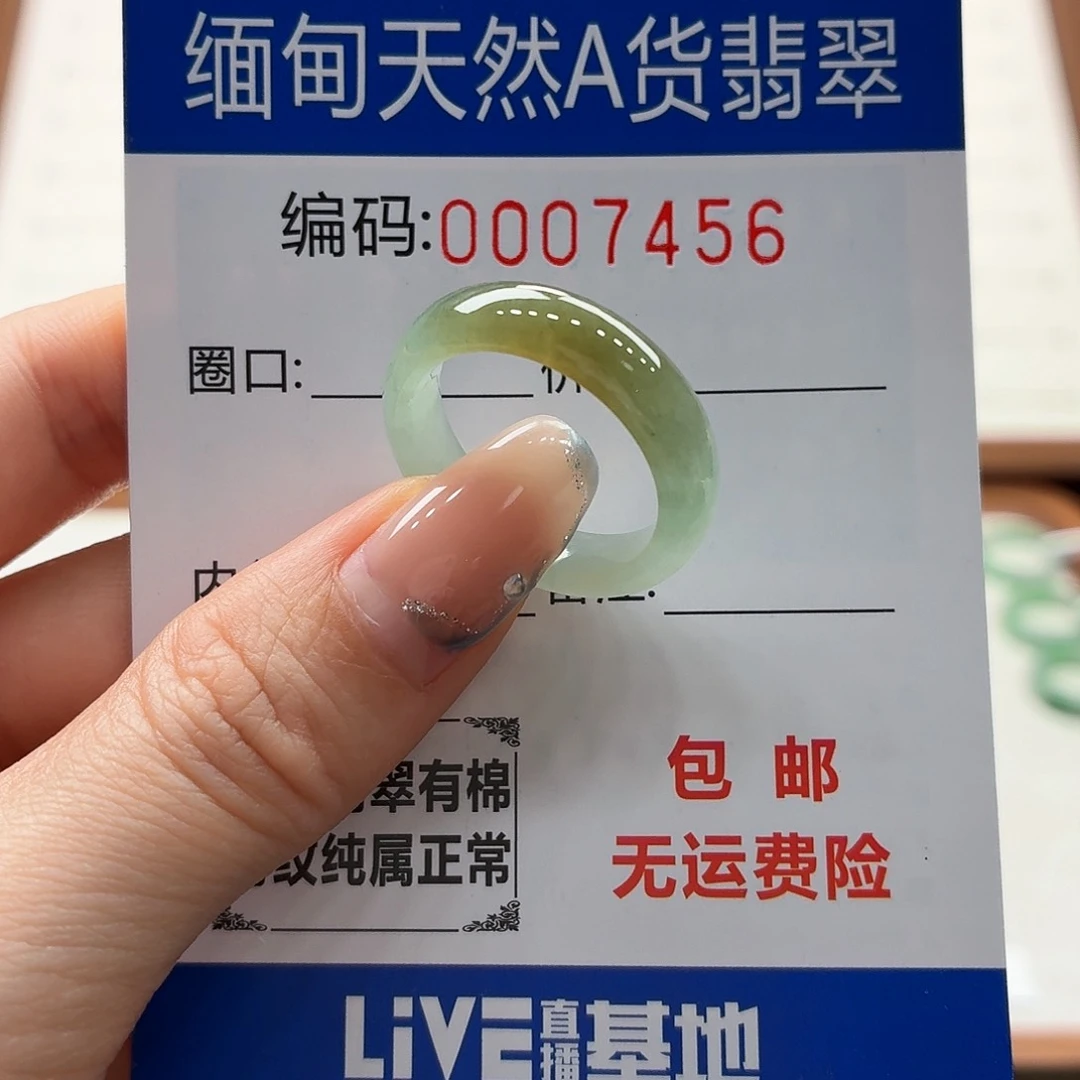 缅甸天然A货翡翠
编码:0007456
圈口:
翠有棉
纹纯属正常
包 邮
无运费险
LiVE直播基地